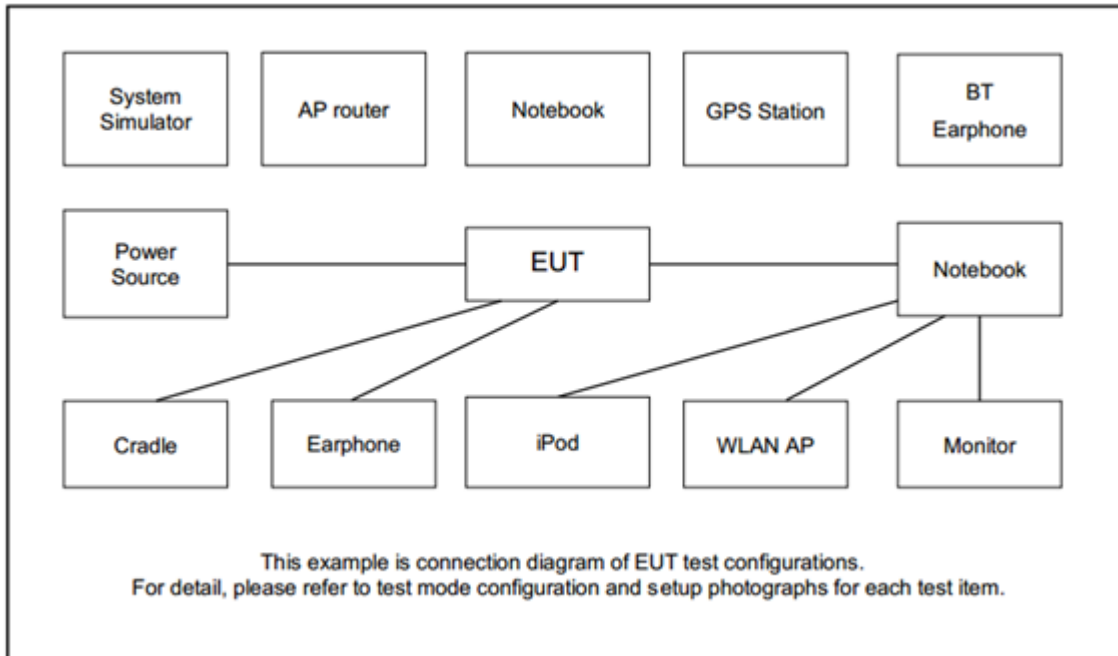 System
Simulator
AP router
Notebook
GPS Station
BT
Earphone
Power
Source
EUT
Notebook
Cradle
Earphone
iPod
WLAN AP
Monitor
This example is connection diagram of EUT test configurations.
For detail, please refer to test mode configuration and setup photographs for each test item.